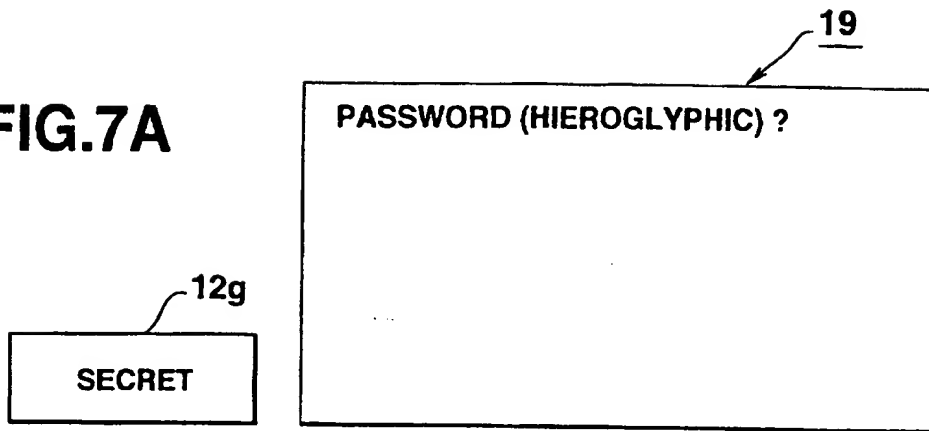 19
FIG.7A
PASSWORD (HIEROGLYPHIC) ?
12g
SECRET